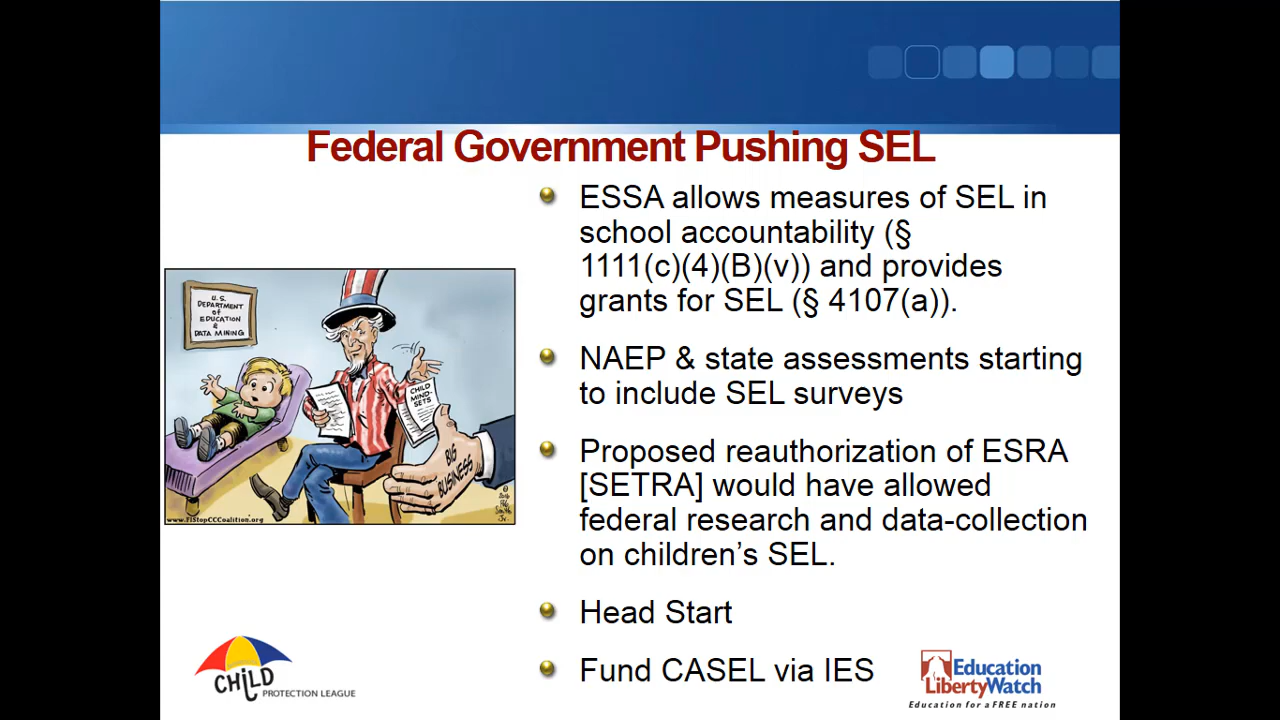 Federal Government Pushing SEL
ESSA allows measures of SEL in
school accountability (§
1111(c)(4)(B)(v)) and provides
grants for SEL (§ 4107(a)).
NAEP & state assessments starting
to include SEL surveys
Proposed reauthorization of ESRA
[SETRA] would have allowed
federal research and data-collection
on children’s SEL.
Head Start
Fund CASEL via IES
U.S.
DEPARTMENT
of
EDUCATION
&
DATA MINING
CHILD
MIND-
SETS
BIG
BUSINESS
www.FlStopCCCoalition.org
CHILD
PROTECTION LEAGUE
Education
LibertyWatch
Education for a FREE nation